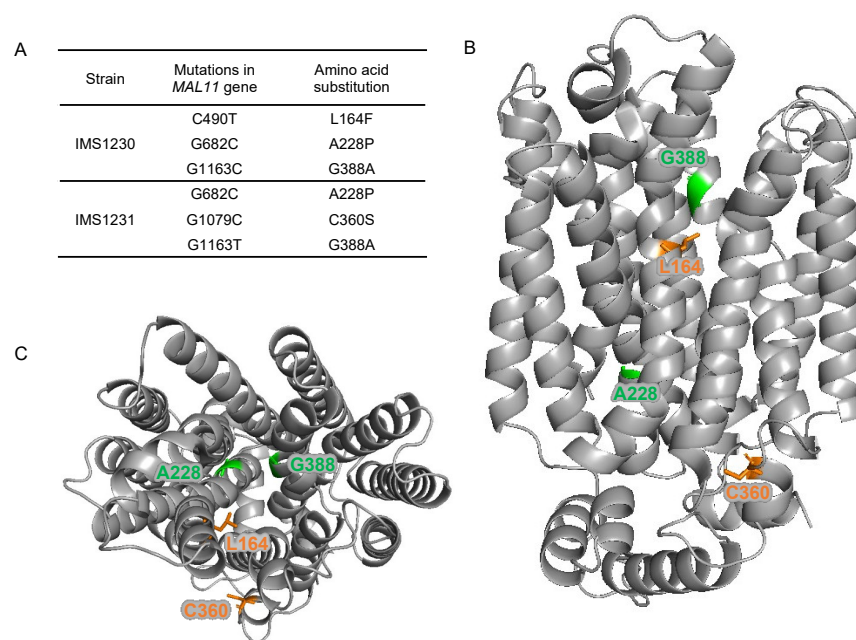 A
Strain Mutations in MAL11 gene Amino acid substitution
C490T L164F
IMS1230 G682C A228P
G1163C G388A
G682C A228P
IMS1231 G1079C C360S
G1163T G388A
B
G388
L164
A228
C360
C
A228 G388
L164
C360